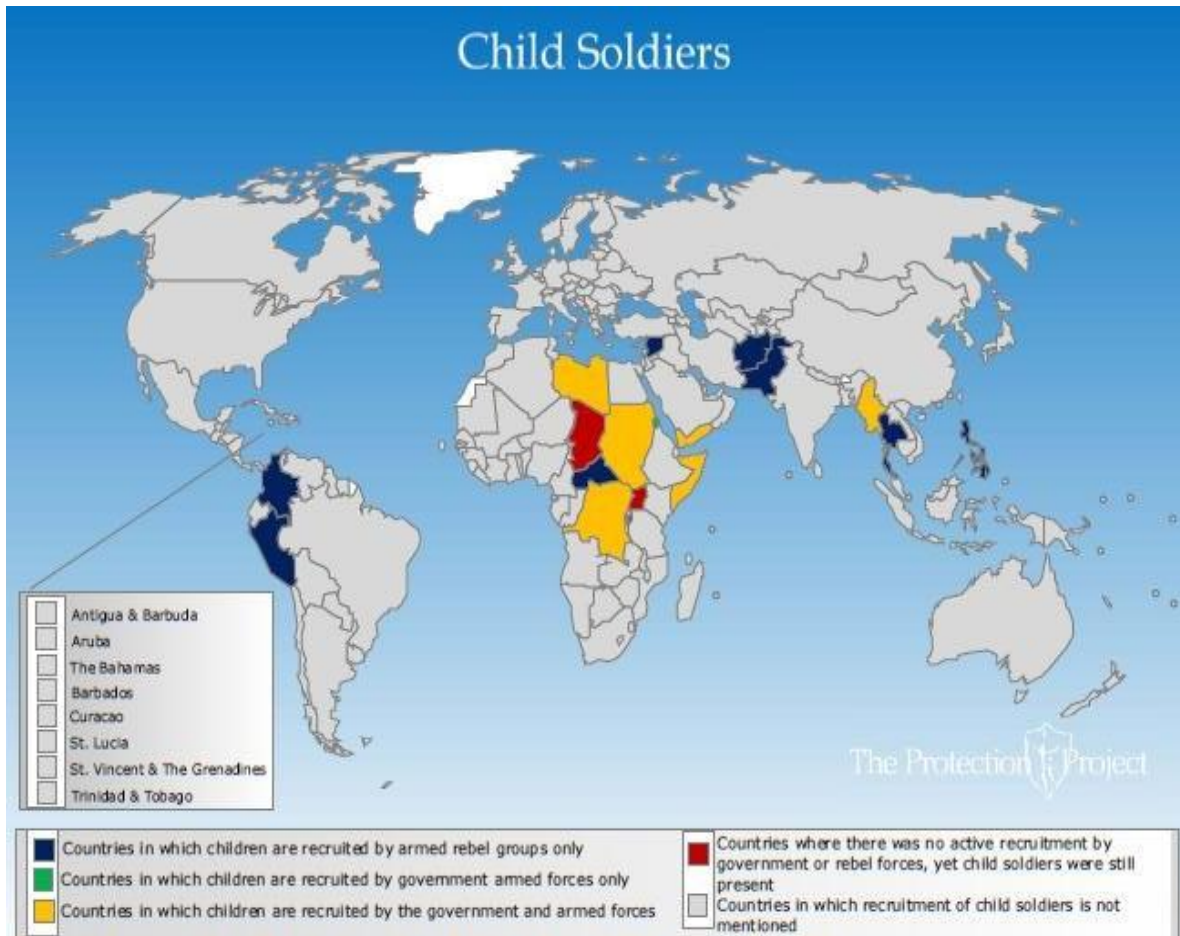 Child Soldiers
Antigua & Barbuda
Aruba
The Bahamas
Barbados
Curacao
St. Lucia
St. Vincent & The Grenadines
Trinidad & Tobago
The Protection Project
Countries in which children are recruited by armed rebel groups only
Countries in which children are recruited by government armed forces only
Countries in which children are recruited by the government and armed forces
Countries where there was no active recruitment by
government or rebel forces, yet child soldiers were still
present
Countries in which recruitment of child soldiers is not
mentioned